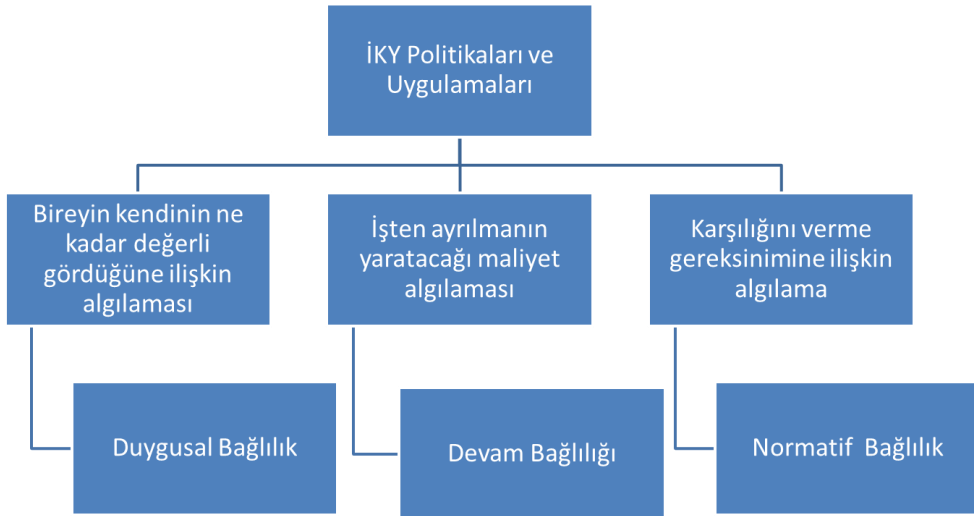 İKY Politikaları ve
Uygulamaları
Bireyin kendinin ne
kadar değerli
gördüğüne ilişkin
algılaması
İşten ayrılmanın
yaratacağı maliyet
algılaması
Karşılığını verme
gereksinimine ilişkin
algılama
Duygusal Bağlılık
Devam Bağlılığı
Normatif Bağlılık